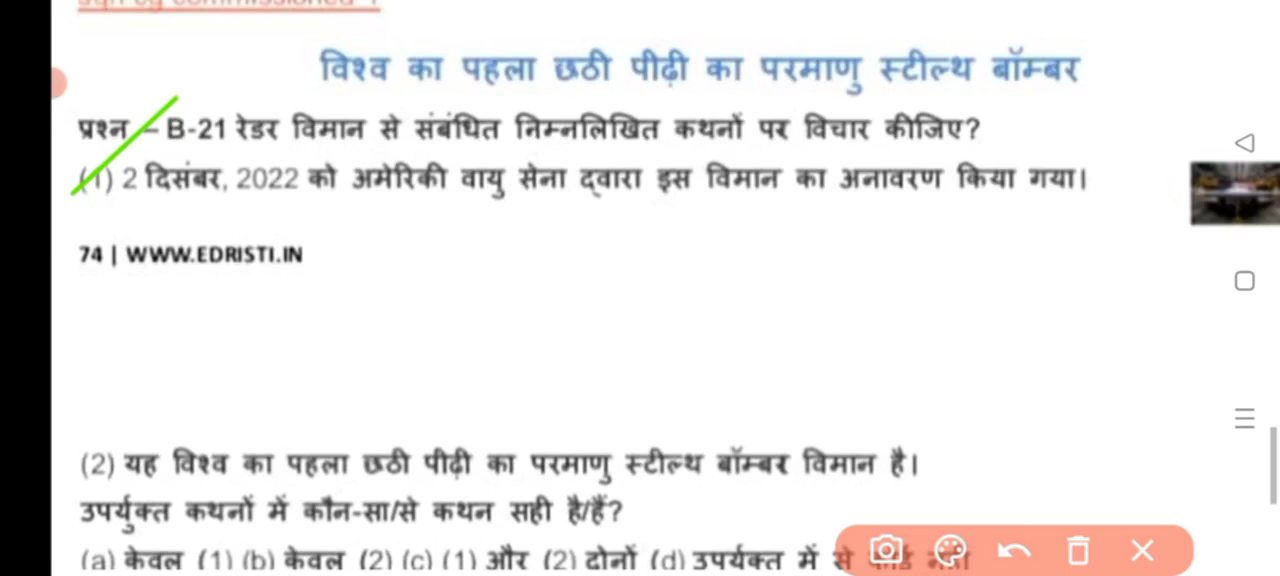 विश्व का पहला छठी पीढ़ी का परमाणु स्टील्थ बॉम्बर
प्रश्न – B-21 रेडर विमान से संबंधित निम्नलिखित कथनों पर विचार कीजिए?
(1) 2 दिसंबर, 2022 को अमेरिकी वायु सेना द्वारा इस विमान का अनावरण किया गया।
74 | WWW.EDRISTI.IN
(2) यह विश्व का पहला छठी पीढ़ी का परमाणु स्टील्थ बॉम्बर विमान है।
उपर्युक्त कथनों में कौन-सा/से कथन सही है/हैं?
(a) केवल (1) (b) केवल (2) (c) (1) और (2) दोनों (d) उपर्युक्त में से